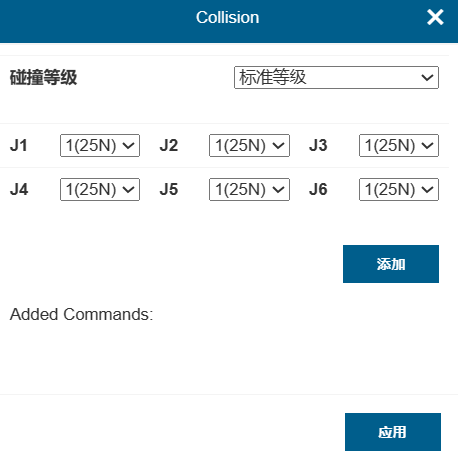 Collision
碰撞等级 标准等级
J1 1(25N) J2 1(25N) J3 1(25N)
J4 1(25N) J5 1(25N) J6 1(25N)
添加
Added Commands:
应用